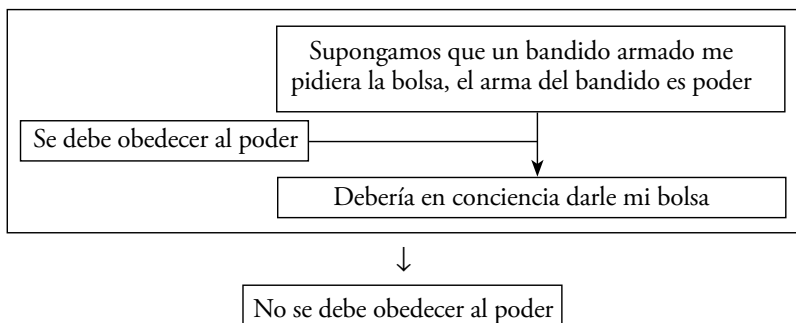 Supongamos que un bandido armado me
pidiera la bolsa, el arma del bandido es poder
Se debe obedecer al poder
Debería en conciencia darle mi bolsa
No se debe obedecer al poder